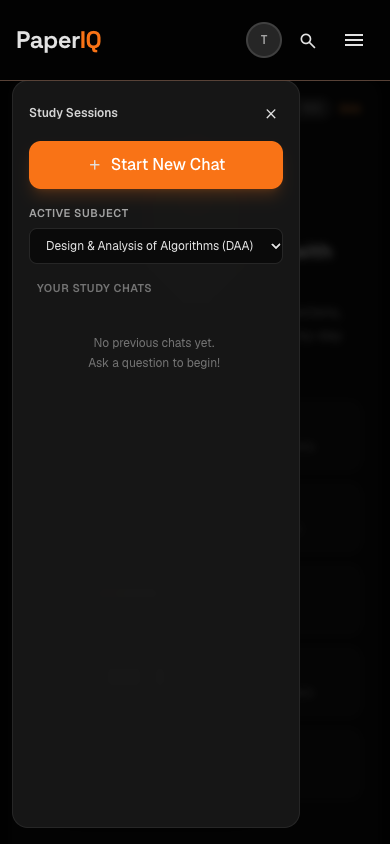 PaperIQ
T
Study Sessions
+ Start New Chat
ACTIVE SUBJECT
Design & Analysis of Algorithms (DAA)
YOUR STUDY CHATS
No previous chats yet.
Ask a question to begin!